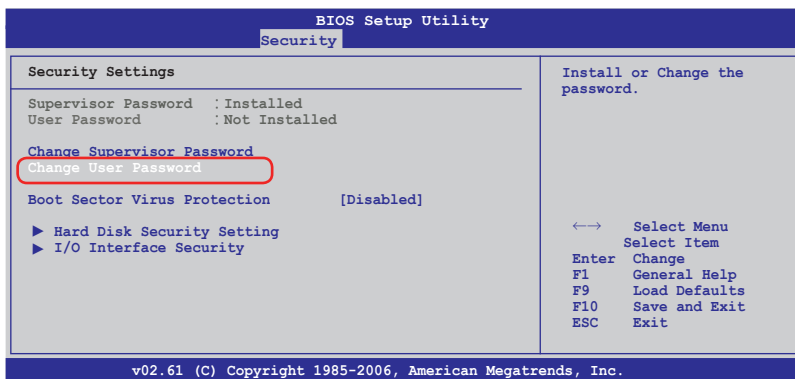 BIOS Setup Utility
Security
Security Settings
Supervisor Password : Installed
User Password : Not Installed
Change Supervisor Password
Change User Password
Boot Sector Virus Protection [Disabled]
▶ Hard Disk Security Setting
▶ I/O Interface Security
Install or Change the
password.
←→ Select Menu
Select Item
Enter Change
F1 General Help
F9 Load Defaults
F10 Save and Exit
ESC Exit
v02.61 (C) Copyright 1985-2006, American Megatrends, Inc.